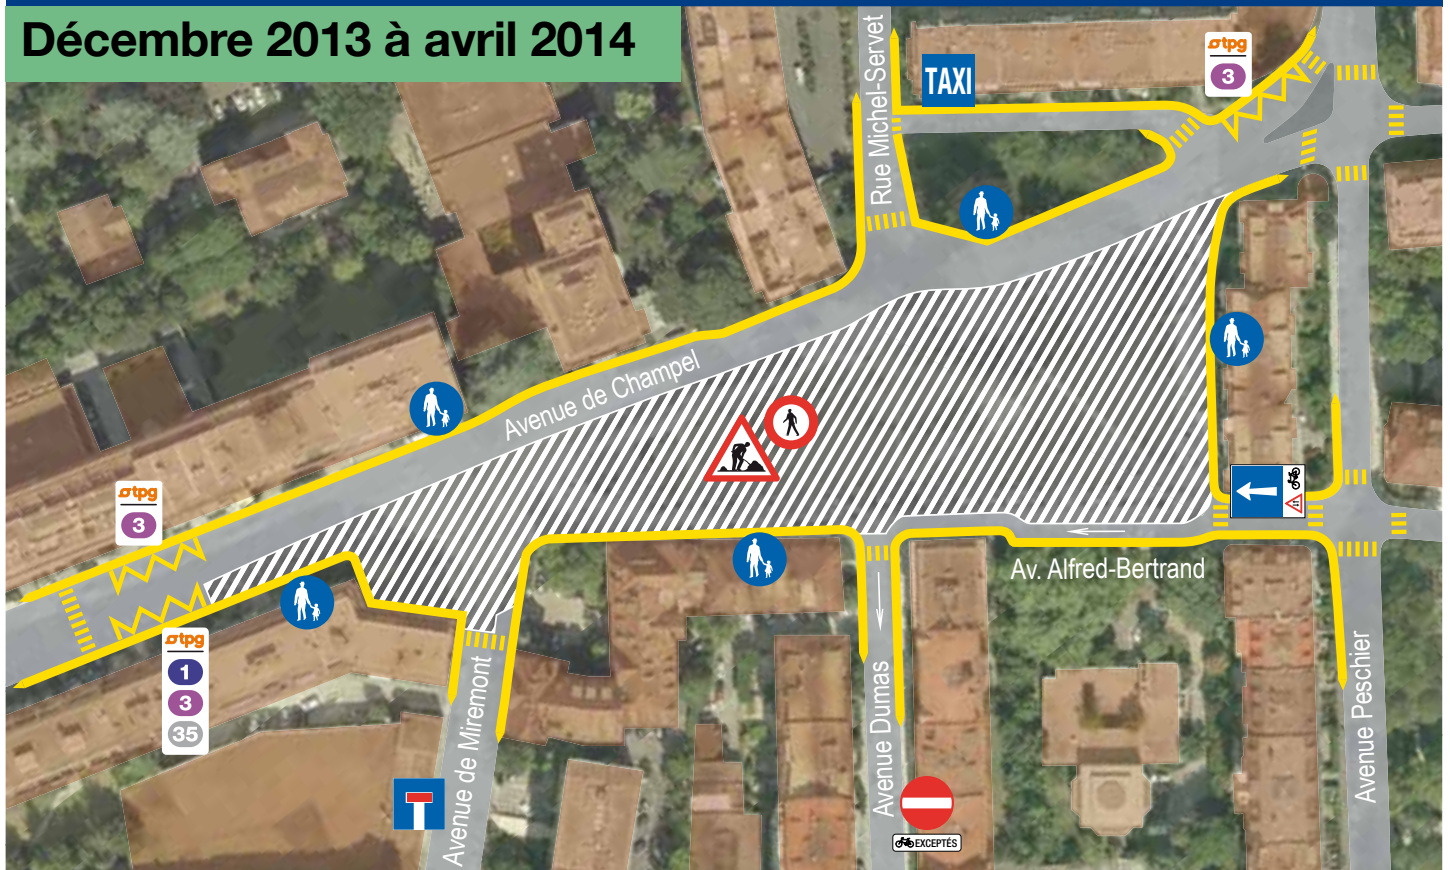 Décembre 2013 à avril 2014
Rue Michel-Servet
TAXI
tpg
3
Avenue de Champel
tpg
3
tpg
1
3
35
Av. Alfred-Bertrand
Avenue de Miremont
Avenue Dumas
Avenue Peschier
EXCEPTÉS